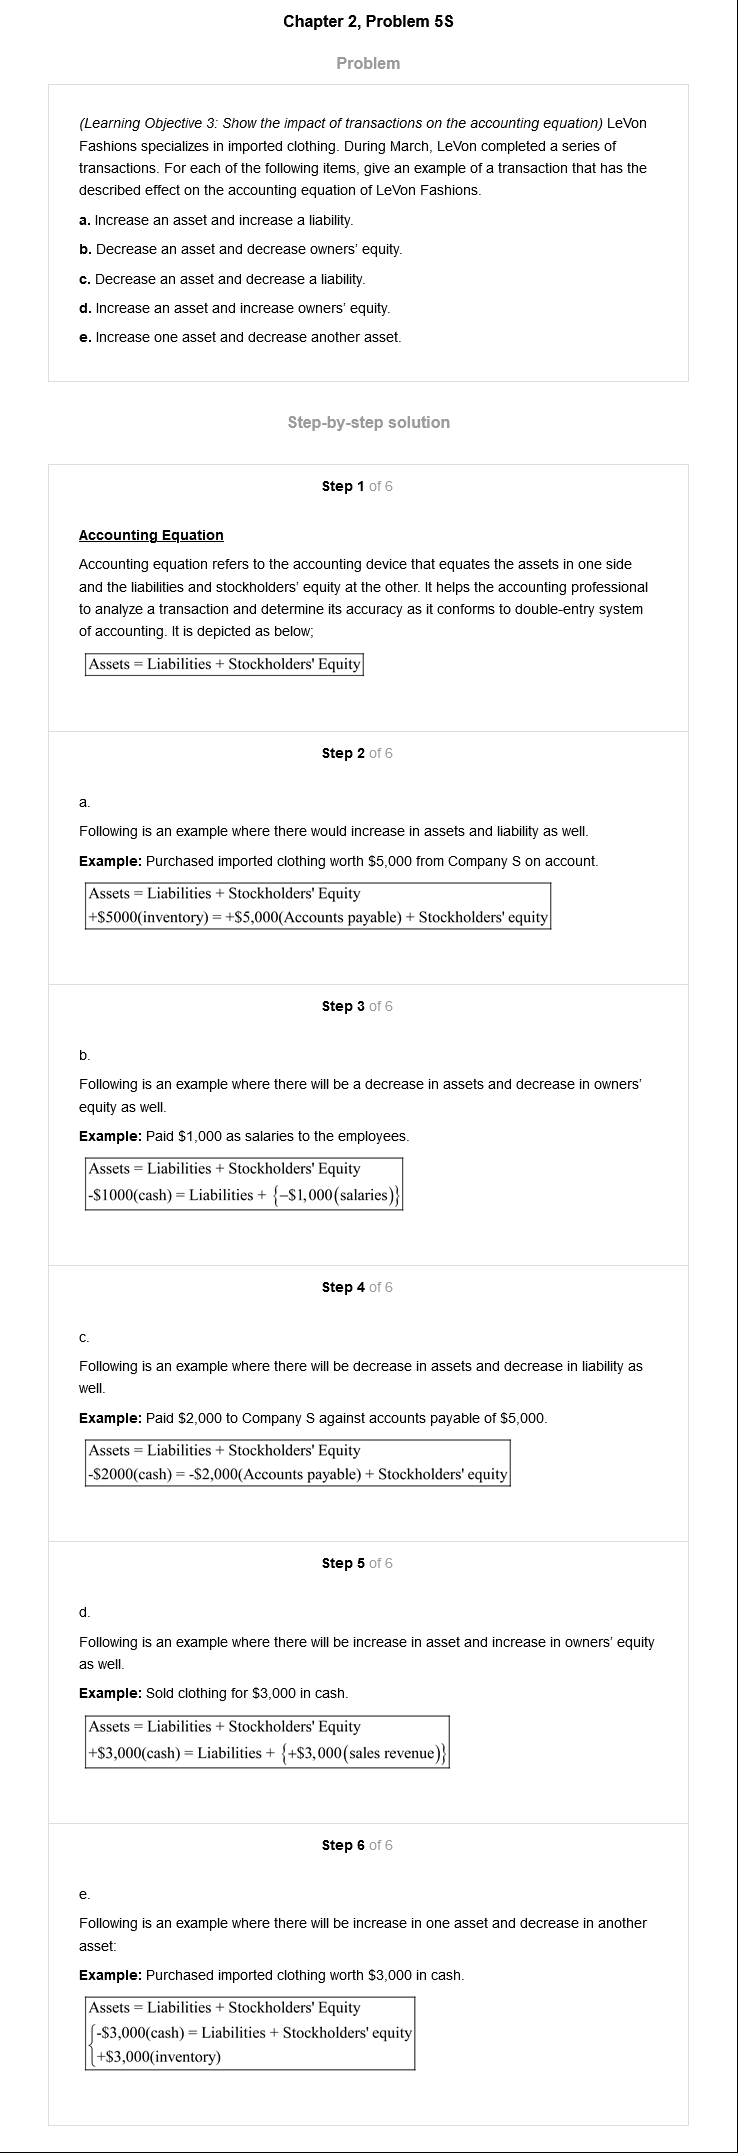 Chapter 2, Problem 5S
Problem
(Learning Objective 3: Show the impact of transactions on the accounting equation) LeVon
Fashions specializes in imported clothing. During March, LeVon completed a series of
transactions. For each of the following items, give an example of a transaction that has the
described effect on the accounting equation of LeVon Fashions.
a. Increase an asset and increase a liability.
b. Decrease an asset and decrease owners' equity.
c. Decrease an asset and decrease a liability.
d. Increase an asset and increase owners' equity.
e. Increase one asset and decrease another asset.
Step-by-step solution
Step 1 of 6
Accounting Equation
Accounting equation refers to the accounting device that equates the assets in one side
and the liabilities and stockholders' equity at the other. It helps the accounting professional
to analyze a transaction and determine its accuracy as it conforms to double-entry system
of accounting. It is depicted as below;
Assets = Liabilities + Stockholders' Equity
Step 2 of 6
a.
Following is an example where there would increase in assets and liability as well.
Example: Purchased imported clothing worth $5,000 from Company S on account.
Assets = Liabilities + Stockholders' Equity
+$5000(inventory) = +$5,000(Accounts payable) + Stockholders' equity
Step 3 of 6
b.
Following is an example where there will be a decrease in assets and decrease in owners'
equity as well.
Example: Paid $1,000 as salaries to the employees.
Assets = Liabilities + Stockholders' Equity
-$1000(cash) = Liabilities + {−$1,000(salaries)}
Step 4 of 6
c.
Following is an example where there will be decrease in assets and decrease in liability as
well.
Example: Paid $2,000 to Company S against accounts payable of $5,000.
Assets = Liabilities + Stockholders' Equity
-$2000(cash) = -$2,000(Accounts payable) + Stockholders' equity
Step 5 of 6
d.
Following is an example where there will be increase in asset and increase in owners' equity
as well.
Example: Sold clothing for $3,000 in cash.
Assets = Liabilities + Stockholders' Equity
+$3,000(cash) = Liabilities + {+$3,000(sales revenue)}
Step 6 of 6
e.
Following is an example where there will be increase in one asset and decrease in another
asset:
Example: Purchased imported clothing worth $3,000 in cash.
Assets = Liabilities + Stockholders' Equity
{-$3,000(cash) = Liabilities + Stockholders' equity
+$3,000(inventory)